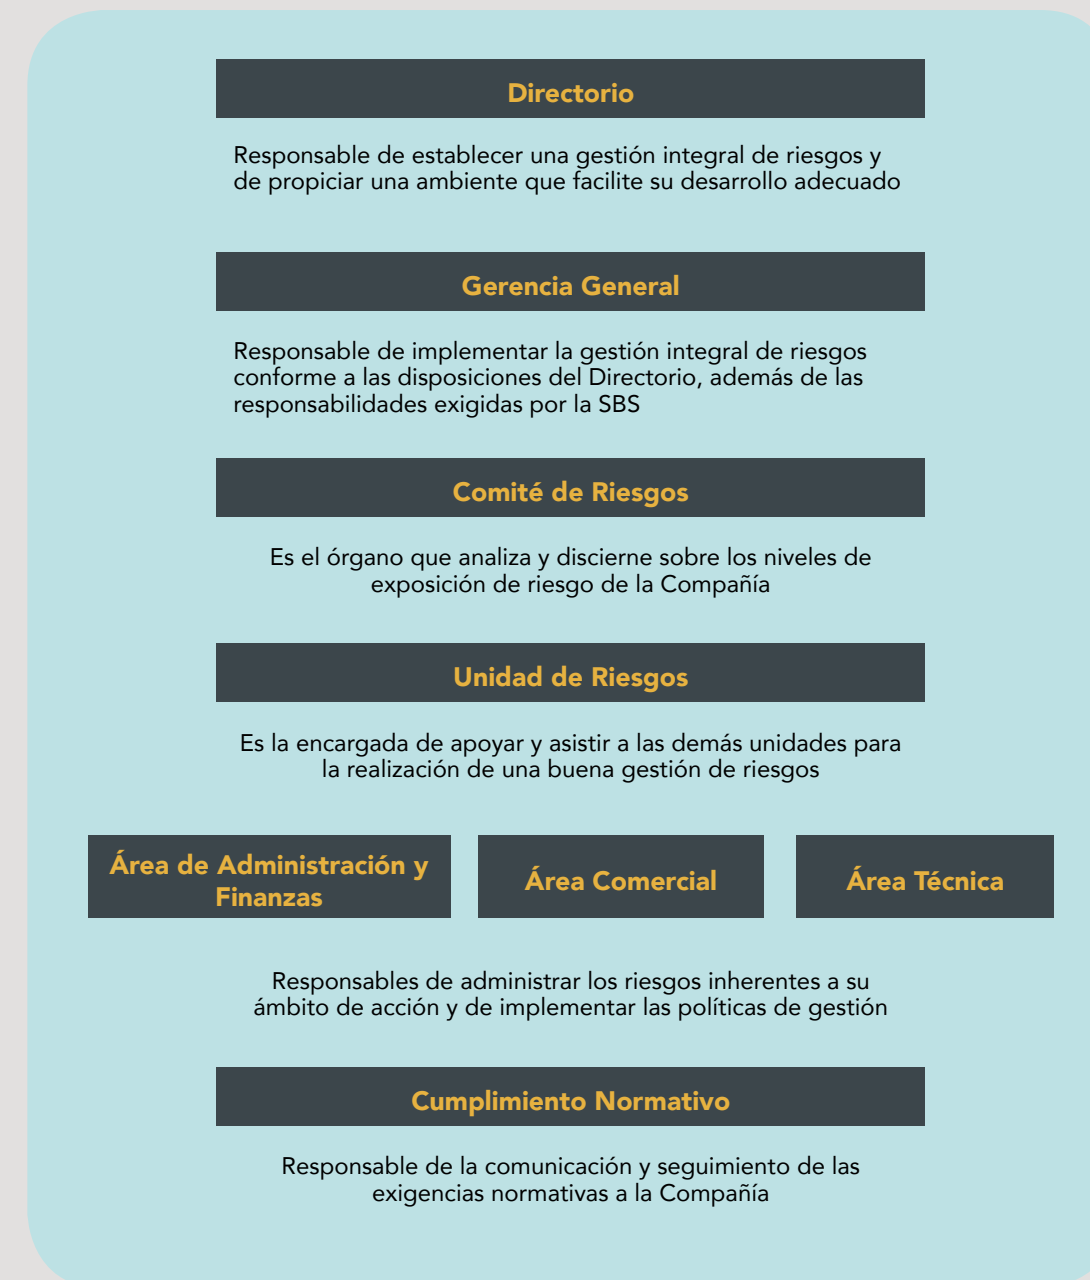 Directorio
Responsable de establecer una gestión integral de riesgos y
de propiciar una ambiente que facilite su desarrollo adecuado
Gerencia General
Responsable de implementar la gestión integral de riesgos
conforme a las disposiciones del Directorio, además de las
responsabilidades exigidas por la SBS
Comité de Riesgos
Es el órgano que analiza y discierne sobre los niveles de
exposición de riesgo de la Compañía
Unidad de Riesgos
Es la encargada de apoyar y asistir a las demás unidades para
la realización de una buena gestión de riesgos
Área de Administración y
Finanzas
Área Comercial
Área Técnica
Responsables de administrar los riesgos inherentes a su
ámbito de acción y de implementar las políticas de gestión
Cumplimiento Normativo
Responsable de la comunicación y seguimiento de las
exigencias normativas a la Compañía